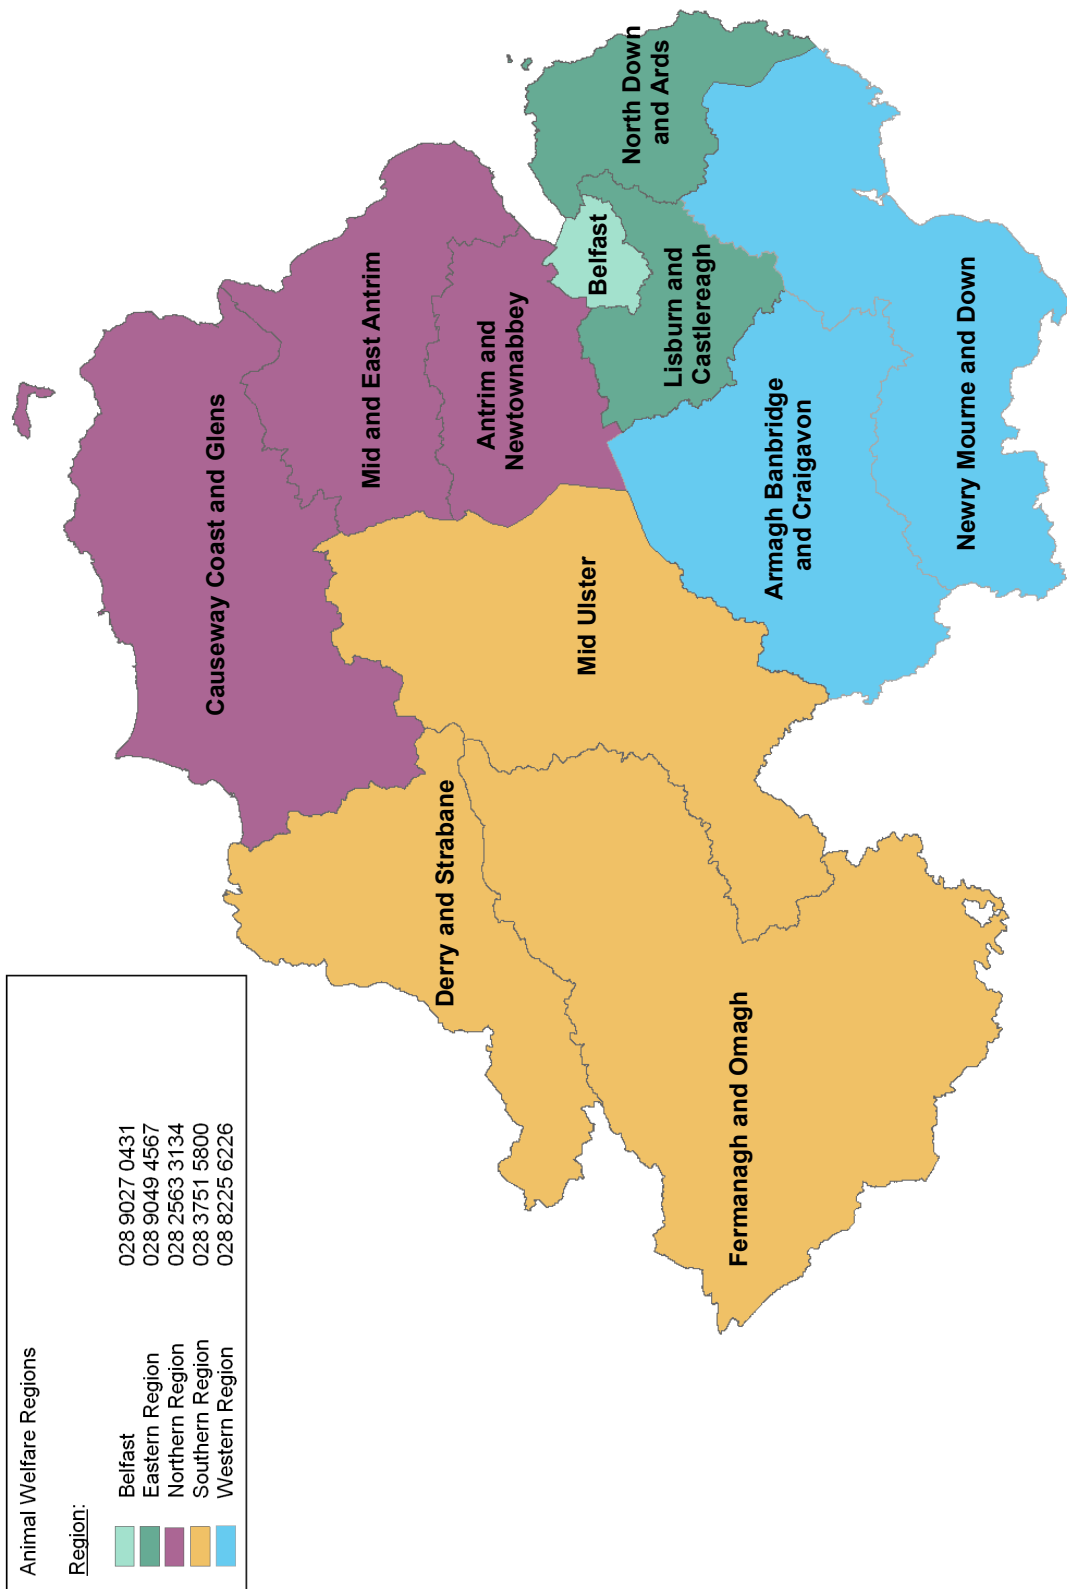 Animal Welfare Regions
Region:
Belfast 028 9027 0431
Eastern Region 028 9049 4567
Northern Region 028 2563 3134
Southern Region 028 3751 5800
Western Region 028 8225 6226
Causeway Coast and Glens
Mid and East Antrim
Antrim and
Newtownabbey
Derry and Strabane
Mid Ulster
Belfast
North Down
and Ards
Lisburn and
Castlereagh
Fermanagh and Omagh
Armagh Banbridge
and Craigavon
Newry Mourne and Down